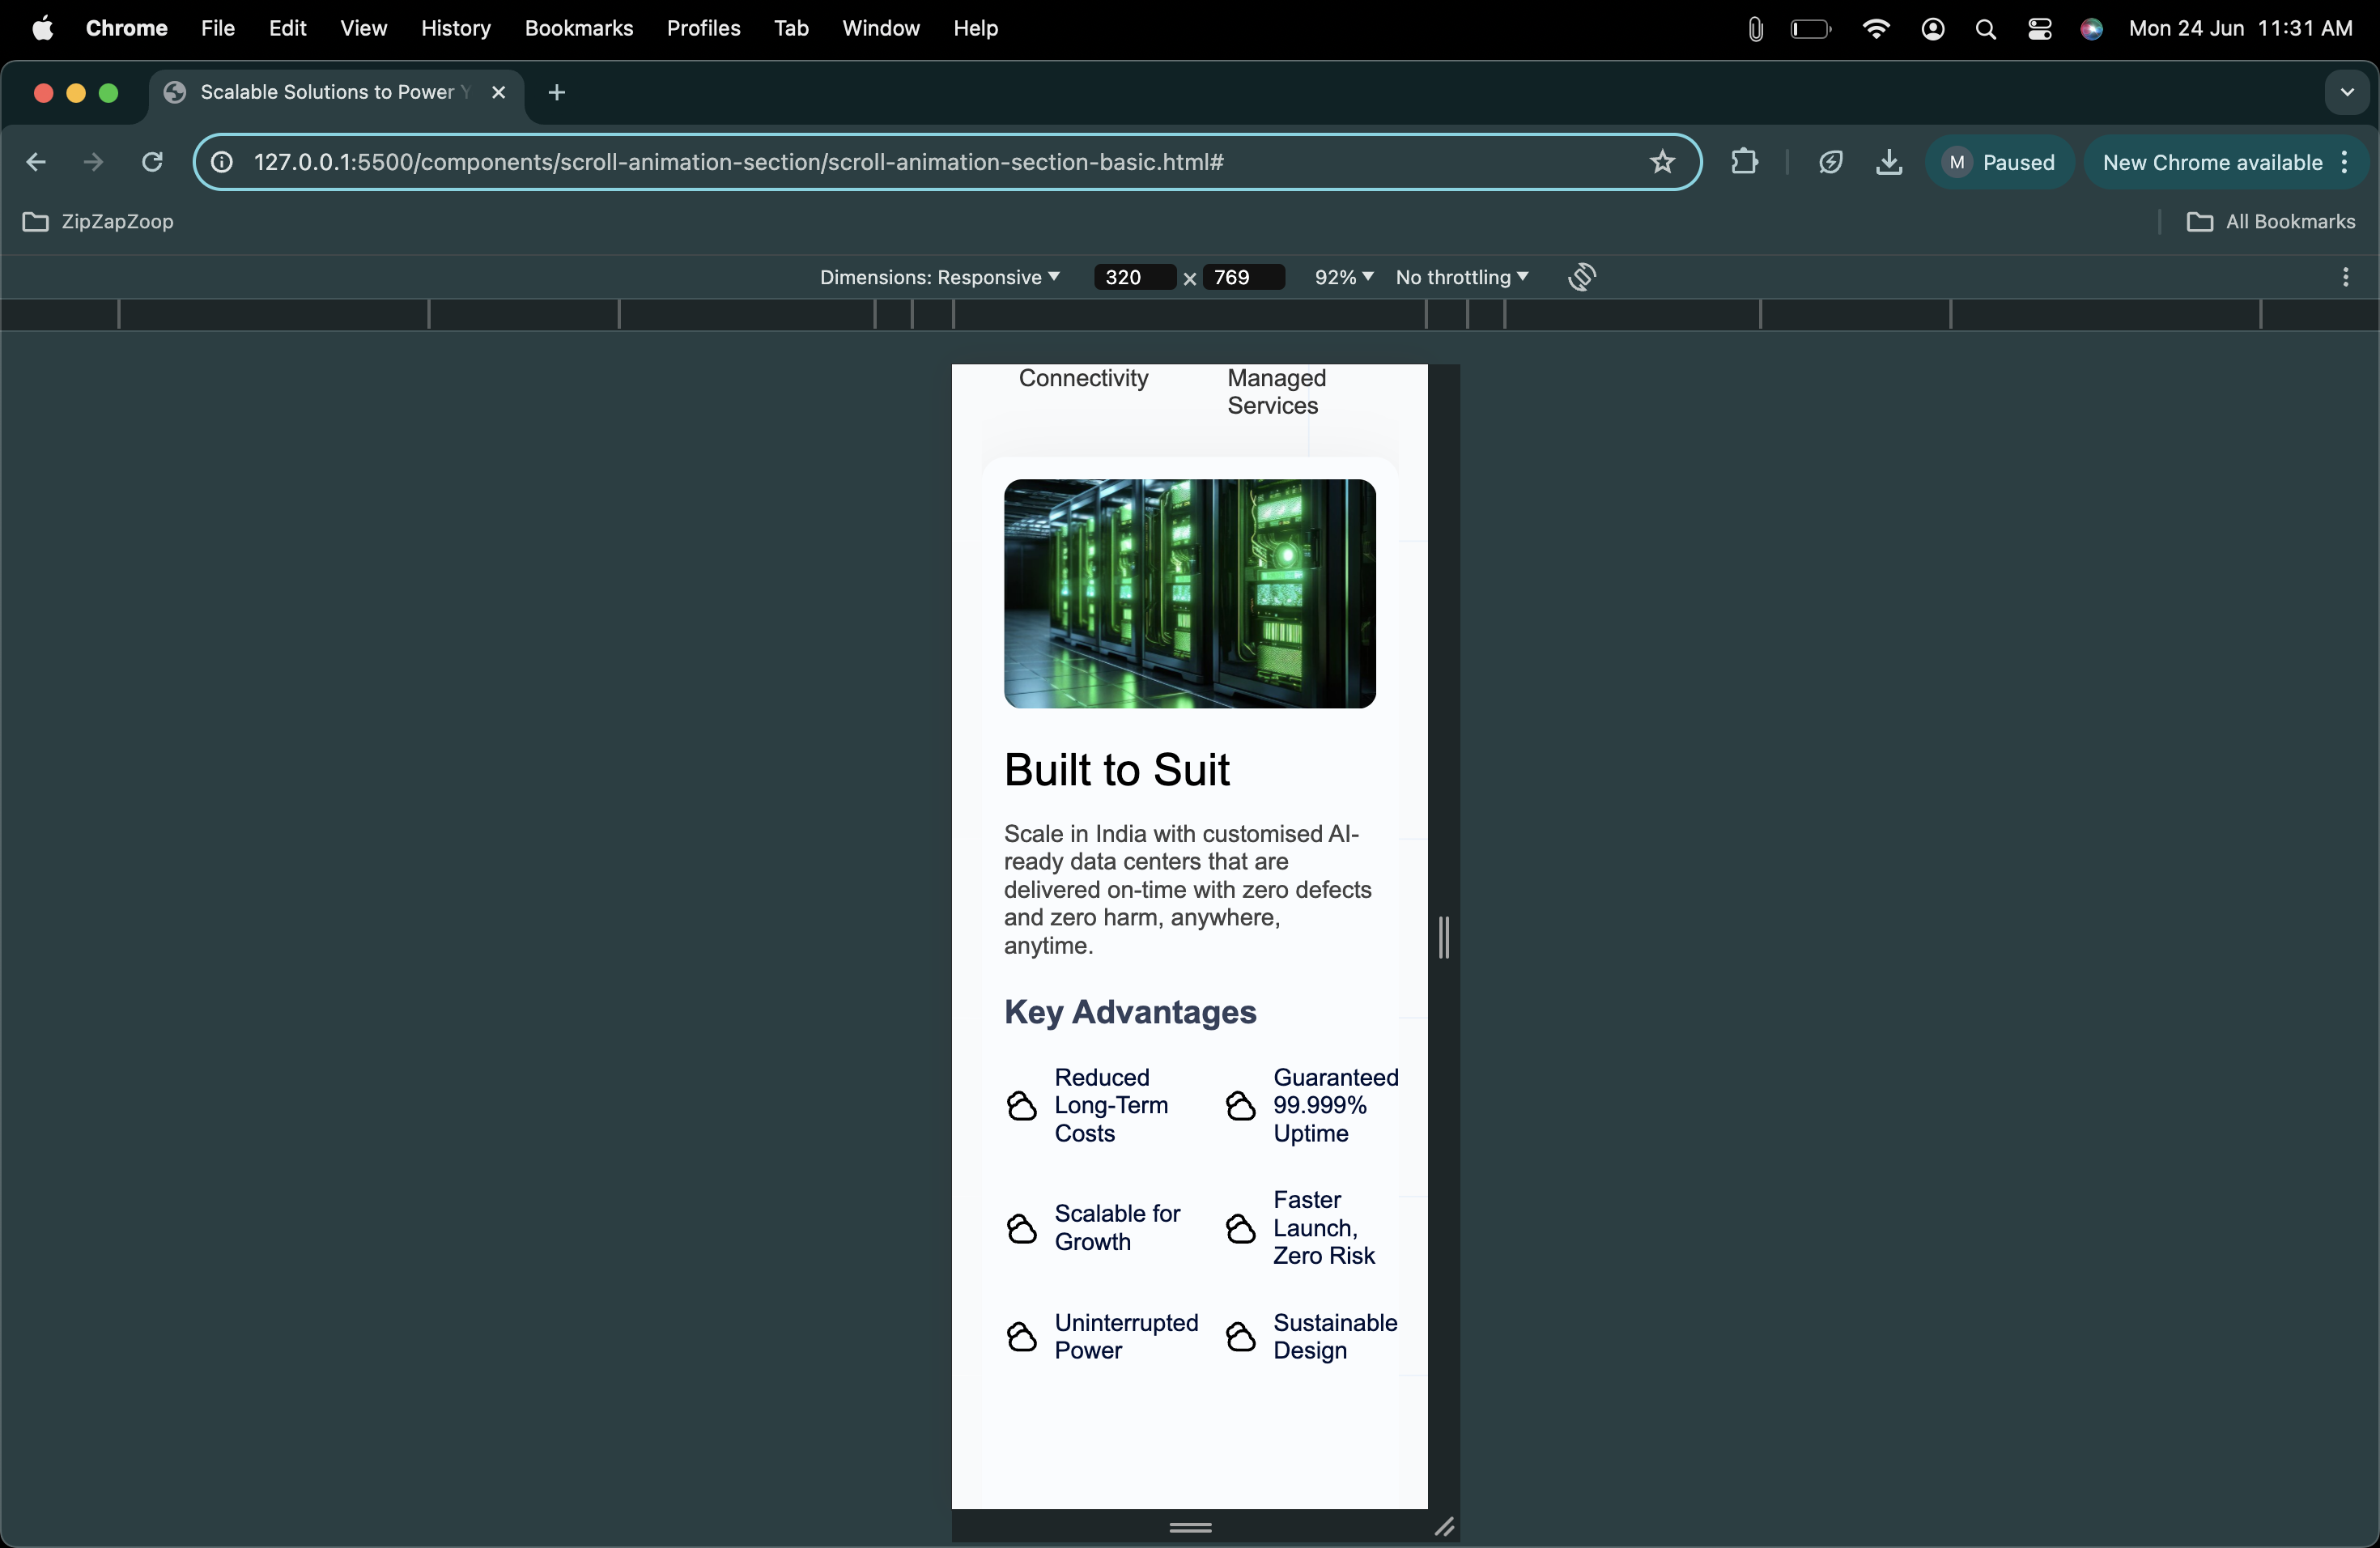 Chrome File Edit View History Bookmarks Profiles Tab Window Help Mon 24 Jun 11:31 AM
Scalable Solutions to Power Y
127.0.0.1:5500/components/scroll-animation-section/scroll-animation-section-basic.html#
M Paused New Chrome available
ZipZapZoop All Bookmarks
Dimensions: Responsive 320 × 769 92% No throttling
Connectivity
Managed
Services
Built to Suit
Scale in India with customised AI-
ready data centers that are
delivered on-time with zero defects
and zero harm, anywhere,
anytime.
Key Advantages
Reduced
Long-Term
Costs
Guaranteed
99.999%
Uptime
Scalable for
Growth
Faster
Launch,
Zero Risk
Uninterrupted
Power
Sustainable
Design